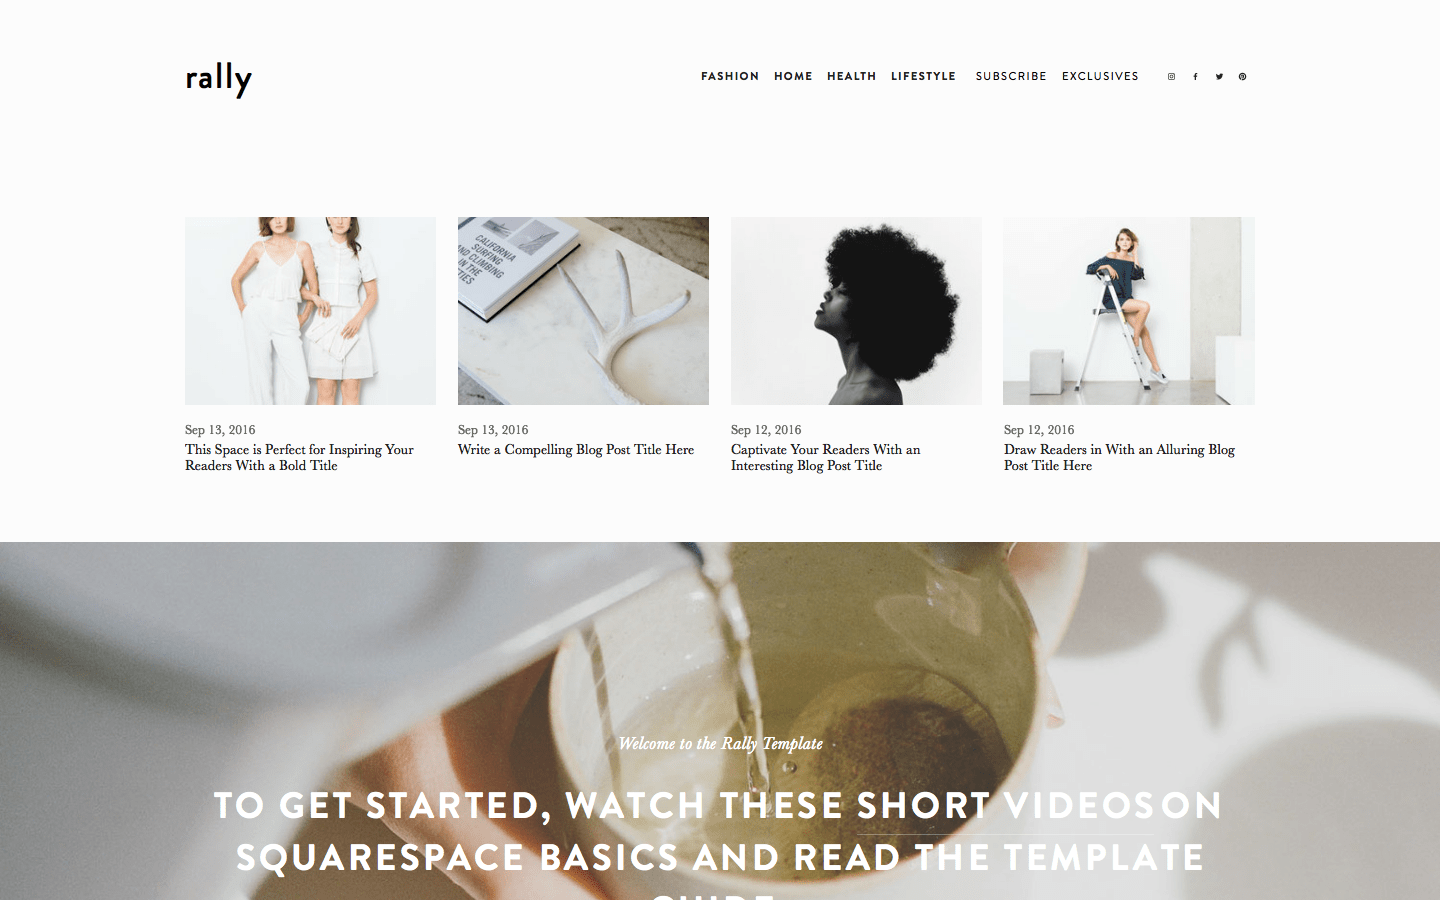 rally
FASHION HOME HEALTH LIFESTYLE SUBSCRIBE EXCLUSIVES
CALIFORNIA
SURFING
AND CLIMBING
IN THE
Sep 13, 2016
This Space is Perfect for Inspiring Your
Readers With a Bold Title
Sep 13, 2016
Write a Compelling Blog Post Title Here
Sep 12, 2016
Captivate Your Readers With an
Interesting Blog Post Title
Sep 12, 2016
Draw Readers in With an Alluring Blog
Post Title Here
Welcome to the Rally Template
TO GET STARTED, WATCH THESE SHORT VIDEOS ON
SQUARESPACE BASICS AND READ THE TEMPLATE